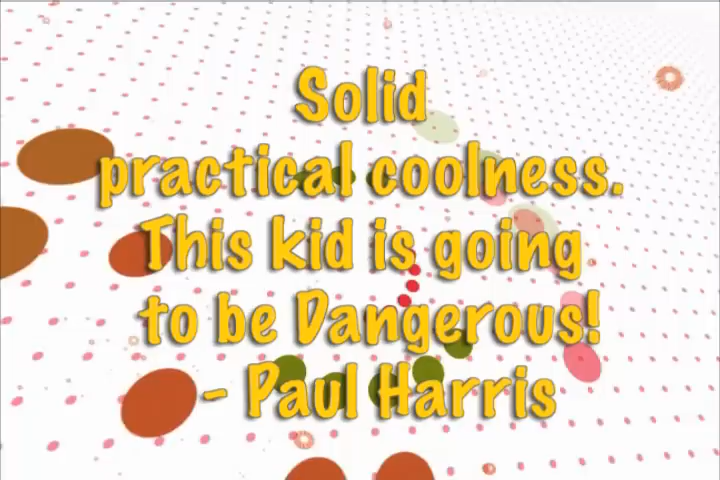 Solid
practical coolness.
This kid is going
to be Dangerous!
- Paul Harris